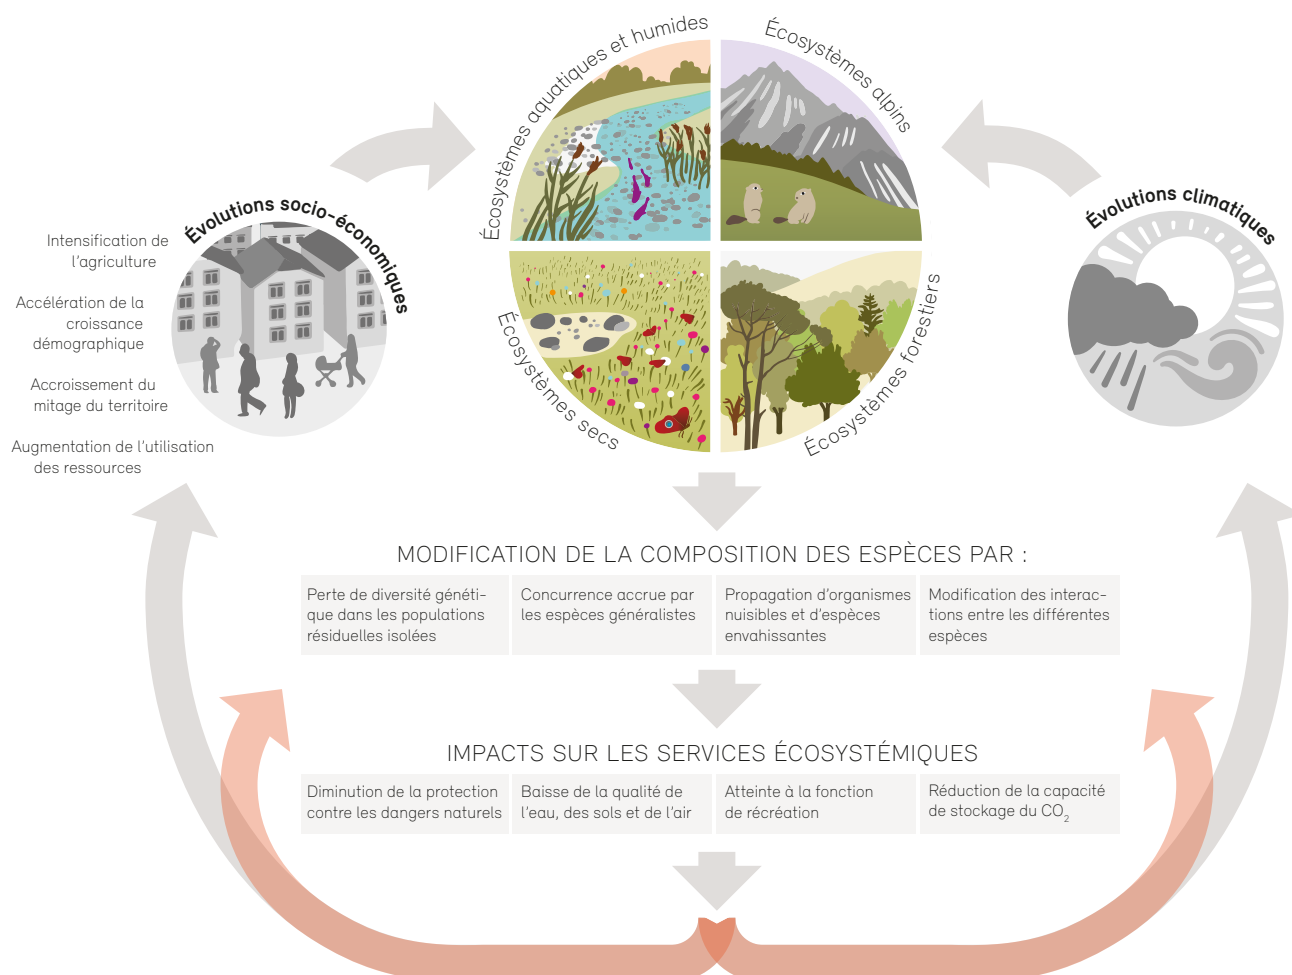 Écosystèmes aquatiques et humides
Écosystèmes alpins
Évolutions socio-économiques
Évolutions climatiques
Intensification de
l'agriculture
Accélération de la
croissance
démographique
Accroissement du
mitage du territoire
Augmentation de l'utilisation
des ressources
Écosystèmes secs
Écosystèmes forestiers
MODIFICATION DE LA COMPOSITION DES ESPÈCES PAR :
Perte de diversité généti-
que dans les populations
résiduelles isolées
Concurrence accrue par
les espèces généralistes
Propagation d'organismes
nuisibles et d'espèces
envahissantes
Modification des interac-
tions entre les différentes
espèces
IMPACTS SUR LES SERVICES ÉCOSYSTÉMIQUES
Diminution de la protection
contre les dangers naturels
Baisse de la qualité de
l'eau, des sols et de l'air
Atteinte à la fonction
de récréation
Réduction de la capacité
de stockage du CO₂